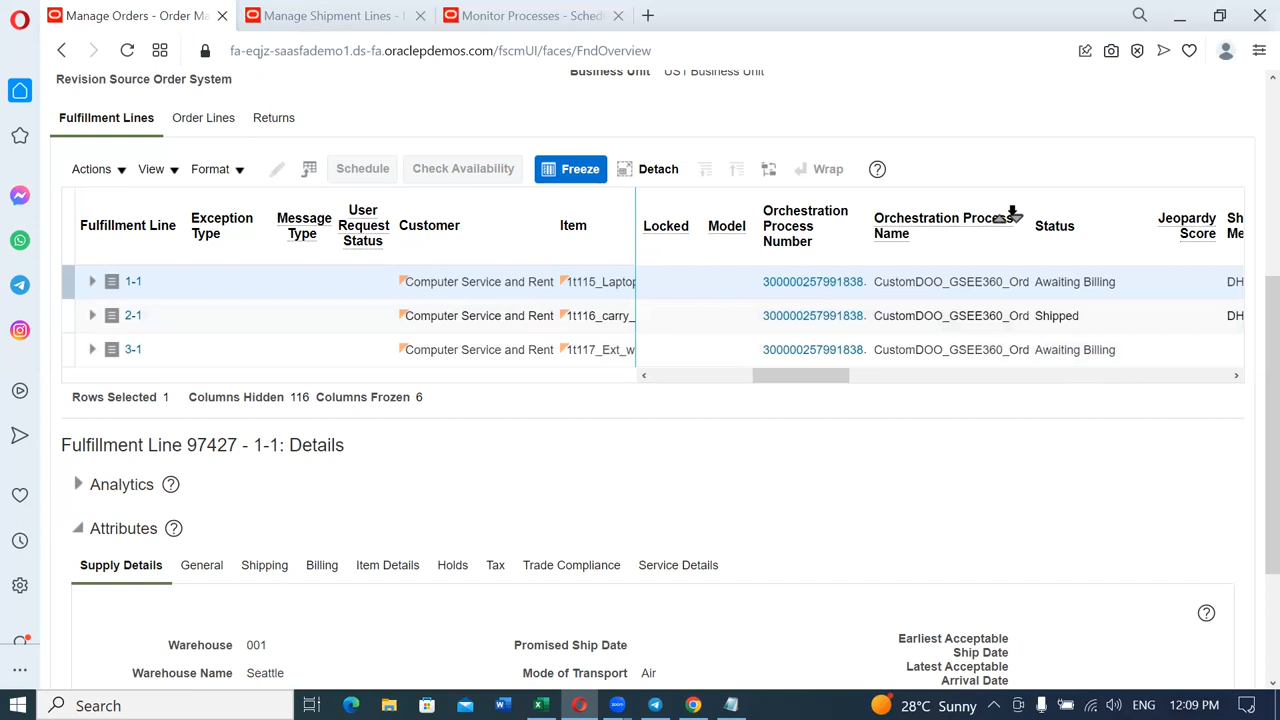 Manage Orders - Order Ma
Manage Shipment Lines -
Monitor Processes - Sched
fa-eqjz-saasfademo1.ds-fa.oraclepdemos.com/fscmUI/faces/FndOverview
Revision Source Order System
Business Unit US1 Business Unit
Fulfillment Lines Order Lines Returns
Actions View Format Schedule Check Availability Freeze Detach Wrap
Fulfillment Line Exception Type Message Type User Request Status Customer Item Locked Model Orchestration Process Number Orchestration Process Name Status Jeopardy Score Sh Me
1-1 Computer Service and Rent 1t115_Laptop 300000257991838. CustomDOO_GSEE360_Ord Awaiting Billing DH
2-1 Computer Service and Rent 1t116_carry_ 300000257991838. CustomDOO_GSEE360_Ord Shipped DH
3-1 Computer Service and Rent 1t117_Ext_w 300000257991838. CustomDOO_GSEE360_Ord Awaiting Billing
Rows Selected 1 Columns Hidden 116 Columns Frozen 6
Fulfillment Line 97427 - 1-1: Details
Analytics
Attributes
Supply Details General Shipping Billing Item Details Holds Tax Trade Compliance Service Details
Warehouse 001
Promised Ship Date
Earliest Acceptable Ship Date
Warehouse Name Seattle
Mode of Transport Air
Latest Acceptable Arrival Date
Search
28°C Sunny
ENG
12:09 PM